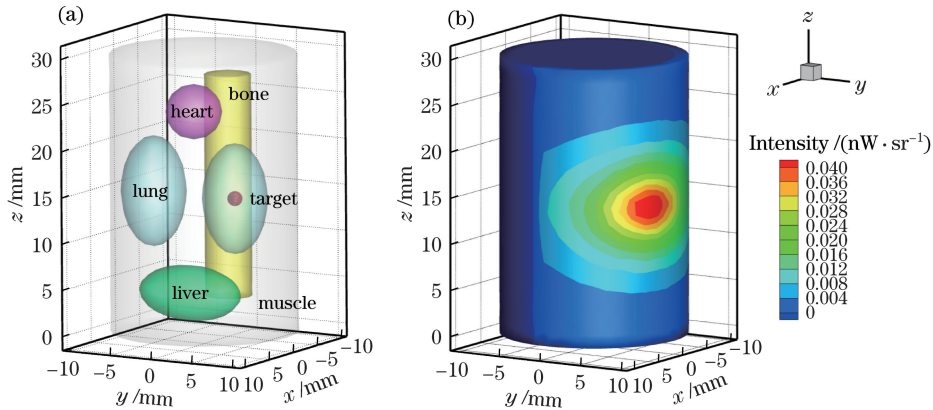 (a)
30
25
20
15
10
5
0
z /mm
bone
heart
lung
target
liver
muscle
-10
-5
0
5
10
y /mm
10
5
0
-5
-10
x /mm
(b)
30
25
20
15
10
5
0
z /mm
-10
-5
0
5
10
y /mm
10
5
0
-5
-10
x /mm
z
x
y
Intensity /(nW · sr⁻¹)
0.040
0.036
0.032
0.028
0.024
0.020
0.016
0.012
0.008
0.004
0